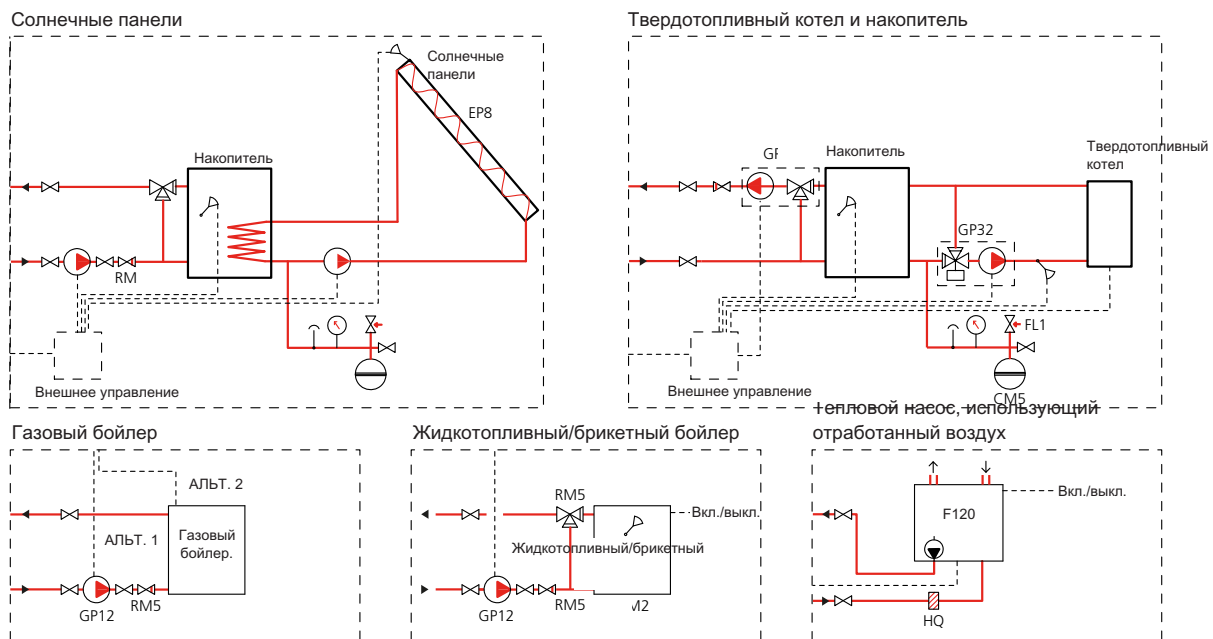 Солнечные панели
Солнечные
панели
EP8
Накопитель
RM
Внешнее управление
Твердотопливный котел и накопитель
Накопитель
Твердотопливный
котел
GP32
FL1
Внешнее управление
CM5
Газовый бойлер
АЛЬТ. 2
АЛЬТ. 1
Газовый
бойлер.
GP12
RM5
Жидкотопливный/брикетный бойлер
RM5
Вкл./выкл.
Жидкотопливный/брикетный
GP12
RM5
Тепловой насос, использующий
отработанный воздух
Вкл./выкл.
F120
HQ